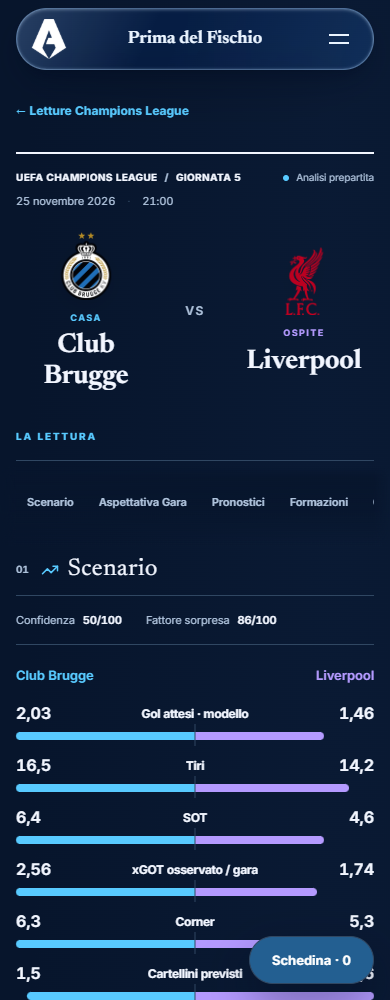 Prima del Fischio
← Letture Champions League
UEFA CHAMPIONS LEAGUE / GIORNATA 5
Analisi prepartita
25 novembre 2026 · 21:00
CLUB BRUGGE
CASA
Club
Brugge
VS
L.F.C.
OSPITE
Liverpool
LA LETTURA
Scenario Aspettativa Gara Pronostici Formazioni
01 Scenario
Confidenza 50/100 Fattore sorpresa 86/100
Club Brugge Liverpool
2,03 Gol attesi · modello 1,46
16,5 Tiri 14,2
6,4 SOT 4,6
2,56 xGOT osservato / gara 1,74
6,3 Corner 5,3
Schedina · 0
1,5 Cartellini previsti